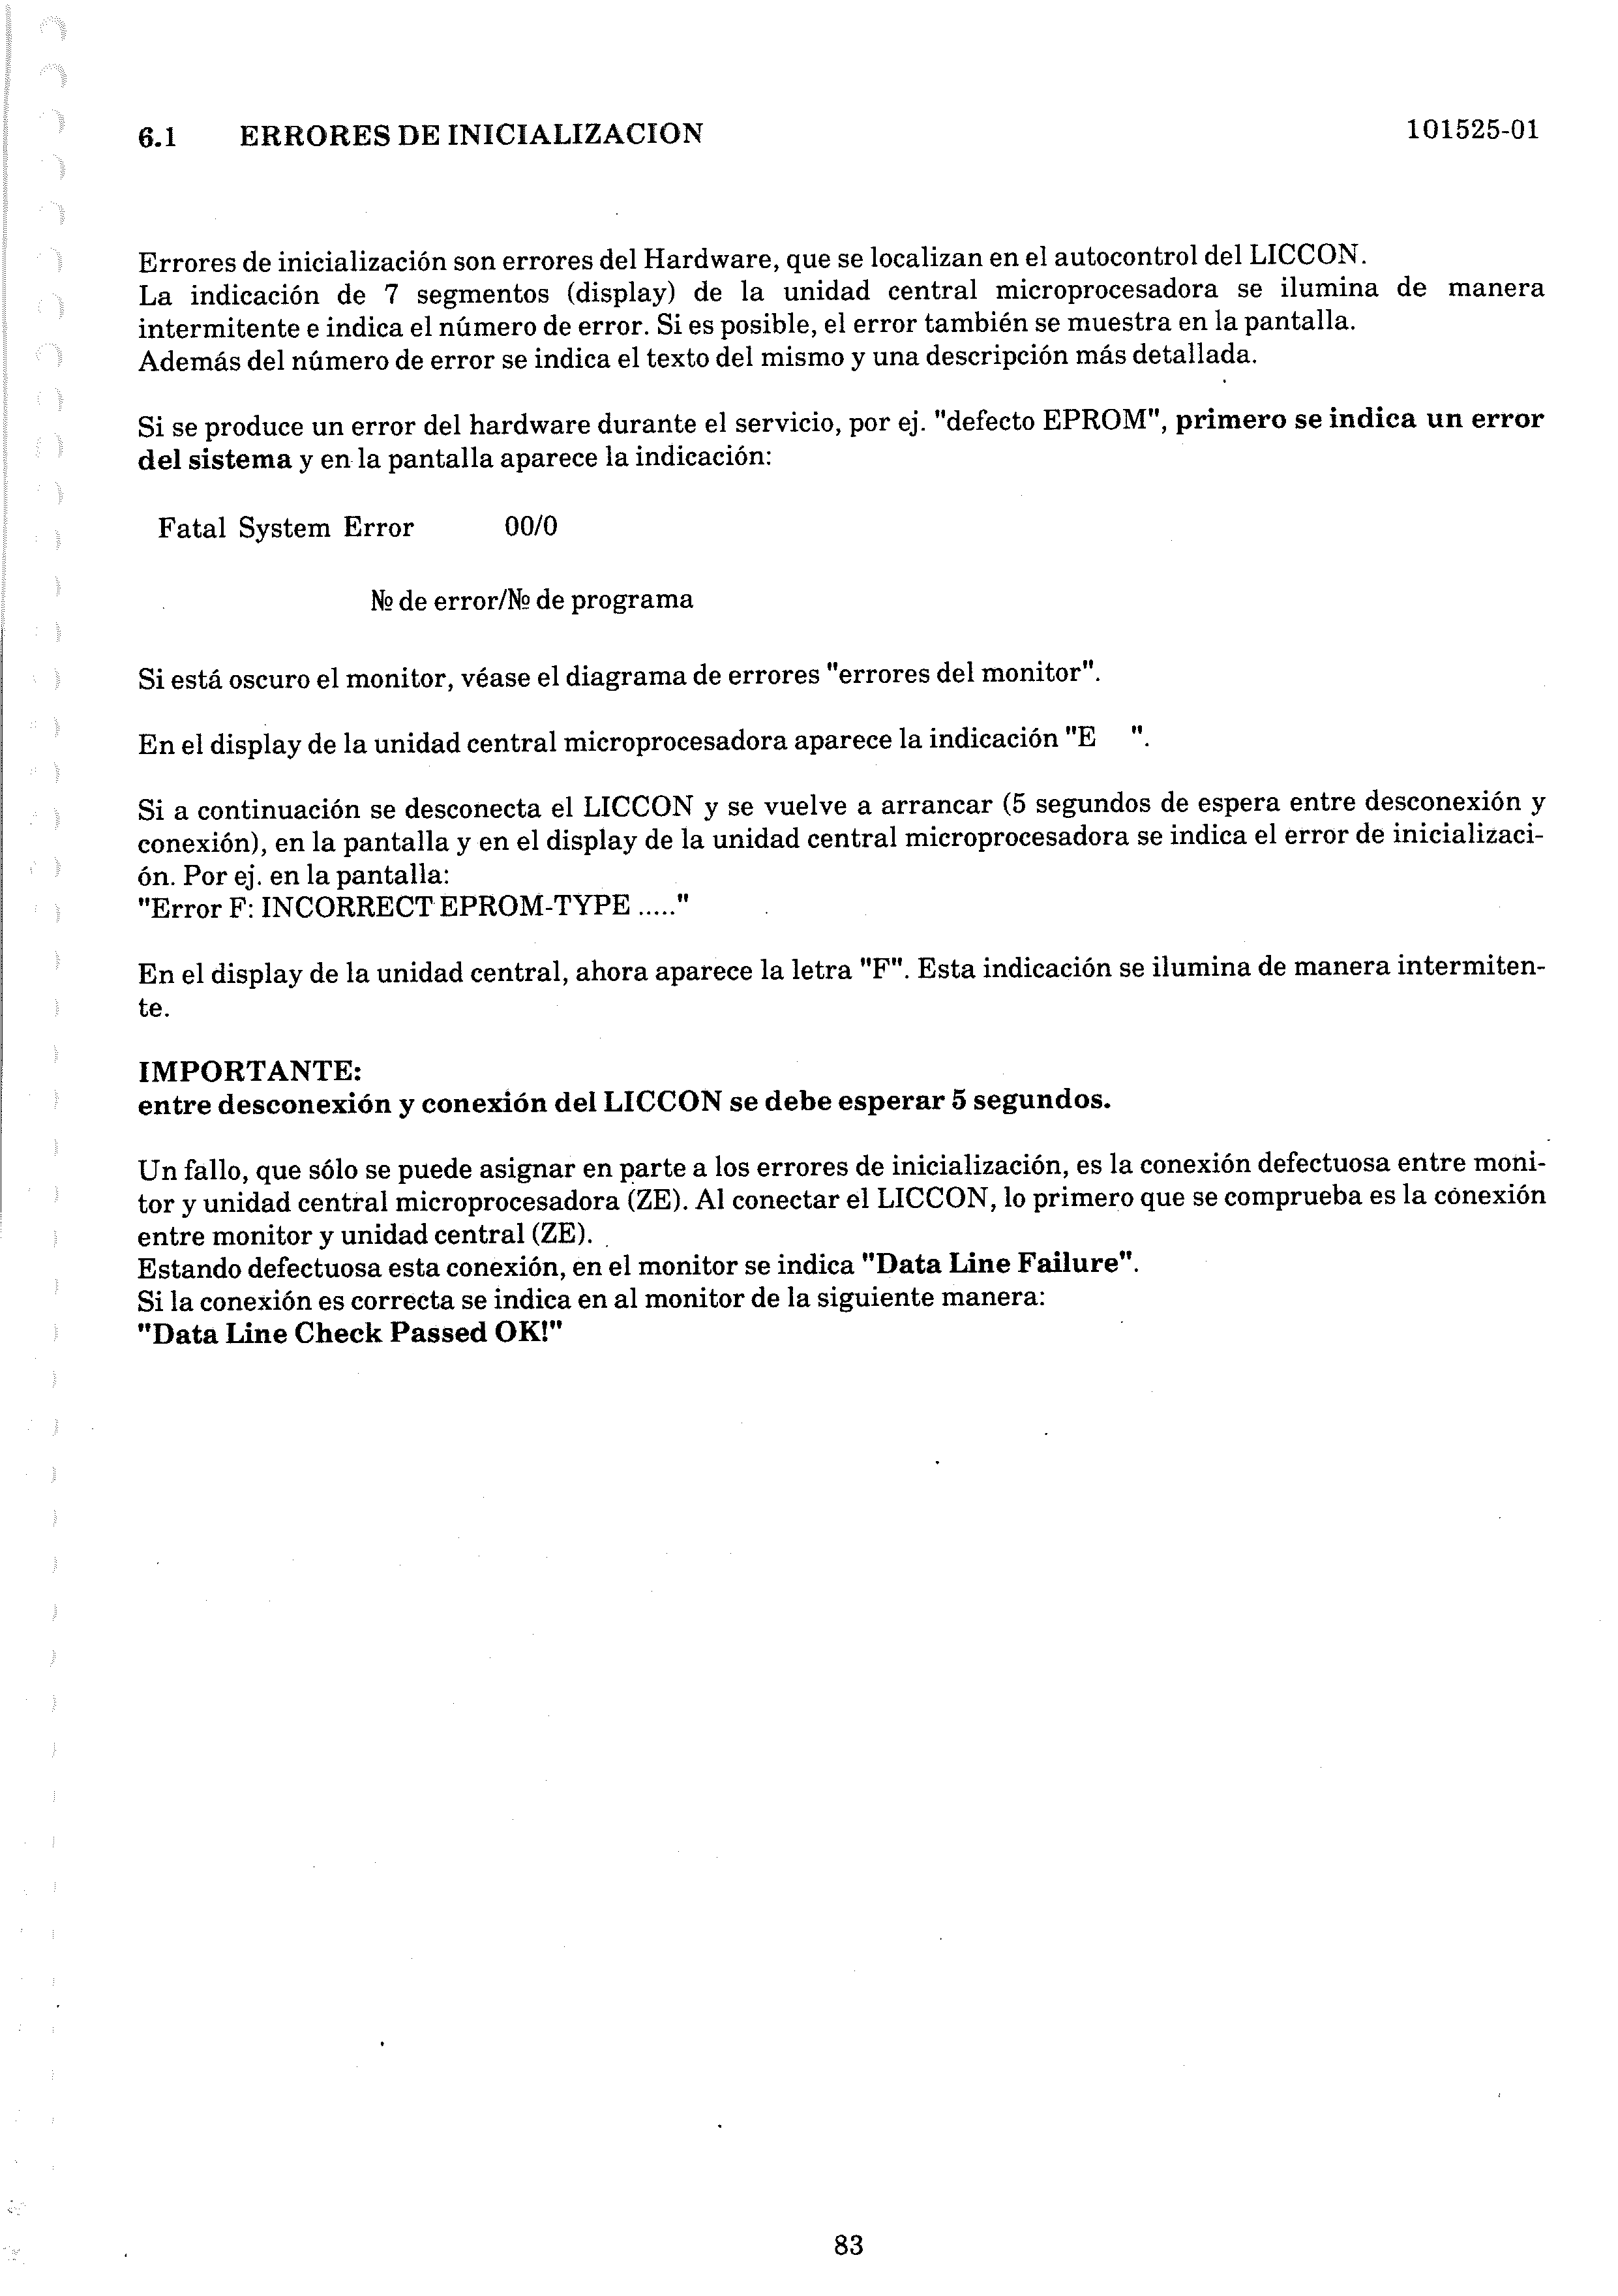 6.1 ERRORES DE INICIALIZACION 101525-01
Errores de inicialización son errores del Hardware, que se localizan en el autocontrol del LICCON.
La indicación de 7 segmentos (display) de la unidad central microprocesadora se ilumina de manera
intermitente e indica el número de error. Si es posible, el error también se muestra en la pantalla.
Además del número de error se indica el texto del mismo y una descripción más detallada.
Si se produce un error del hardware durante el servicio, por ej. "defecto EPROM", primero se indica un error
del sistema y en la pantalla aparece la indicación:
Fatal System Error 00/0
№ de error/№ de programa
Si está oscuro el monitor, véase el diagrama de errores "errores del monitor".
En el display de la unidad central microprocesadora aparece la indicación "E ".
Si a continuación se desconecta el LICCON y se vuelve a arrancar (5 segundos de espera entre desconexión y
conexión), en la pantalla y en el display de la unidad central microprocesadora se indica el error de inicializaci-
ón. Por ej. en la pantalla:
"Error F: INCORRECT EPROM-TYPE ....."
En el display de la unidad central, ahora aparece la letra "F". Esta indicación se ilumina de manera intermiten-
te.
IMPORTANTE:
entre desconexión y conexión del LICCON se debe esperar 5 segundos.
Un fallo, que sólo se puede asignar en parte a los errores de inicialización, es la conexión defectuosa entre moni-
tor y unidad central microprocesadora (ZE). Al conectar el LICCON, lo primero que se comprueba es la conexión
entre monitor y unidad central (ZE).
Estando defectuosa esta conexión, en el monitor se indica "Data Line Failure".
Si la conexión es correcta se indica en al monitor de la siguiente manera:
"Data Line Check Passed OK!"
83